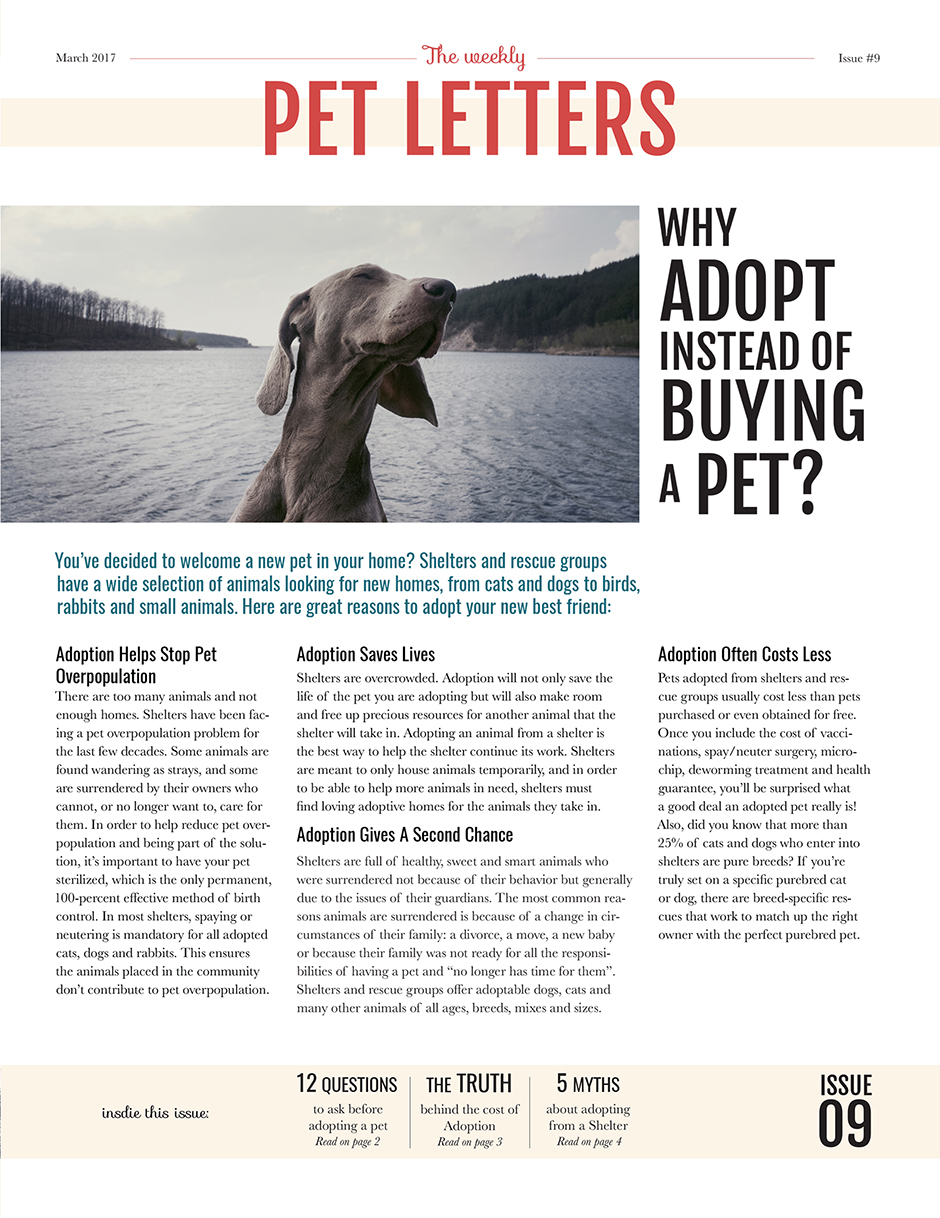 March 2017
The weekly
Issue #9
PET LETTERS
WHY
ADOPT
INSTEAD OF
BUYING
A PET?
You've decided to welcome a new pet in your home? Shelters and rescue groups
have a wide selection of animals looking for new homes, from cats and dogs to birds,
rabbits and small animals. Here are great reasons to adopt your new best friend:
Adoption Helps Stop Pet
Overpopulation
There are too many animals and not
enough homes. Shelters have been fac-
ing a pet overpopulation problem for
the last few decades. Some animals are
found wandering as strays, and some
are surrendered by their owners who
cannot, or no longer want to, care for
them. In order to help reduce pet over-
population and being part of the solu-
tion, it's important to have your pet
sterilized, which is the only permanent,
100-percent effective method of birth
control. In most shelters, spaying or
neutering is mandatory for all adopted
cats, dogs and rabbits. This ensures
the animals placed in the community
don't contribute to pet overpopulation.
Adoption Saves Lives
Shelters are overcrowded. Adoption will not only save the
life of the pet you are adopting but will also make room
and free up precious resources for another animal that the
shelter will take in. Adopting an animal from a shelter is
the best way to help the shelter continue its work. Shelters
are meant to only house animals temporarily, and in order
to be able to help more animals in need, shelters must
find loving adoptive homes for the animals they take in.
Adoption Gives A Second Chance
Shelters are full of healthy, sweet and smart animals who
were surrendered not because of their behavior but generally
due to the issues of their guardians. The most common rea-
sons animals are surrendered is because of a change in cir-
cumstances of their family: a divorce, a move, a new baby
or because their family was not ready for all the responsi-
bilities of having a pet and “no longer has time for them”.
Shelters and rescue groups offer adoptable dogs, cats and
many other animals of all ages, breeds, mixes and sizes.
Adoption Often Costs Less
Pets adopted from shelters and res-
cue groups usually cost less than pets
purchased or even obtained for free.
Once you include the cost of vacci-
nations, spay/neuter surgery, micro-
chip, deworming treatment and health
guarantee, you'll be surprised what
a good deal an adopted pet really is!
Also, did you know that more than
25% of cats and dogs who enter into
shelters are pure breeds? If you're
truly set on a specific purebred cat
or dog, there are breed-specific res-
cues that work to match up the right
owner with the perfect purebred pet.
insdie this issue:
12 QUESTIONS
to ask before
adopting a pet
Read on page 2
THE TRUTH
behind the cost of
Adoption
Read on page 3
5 MYTHS
about adopting
from a Shelter
Read on page 4
ISSUE
09